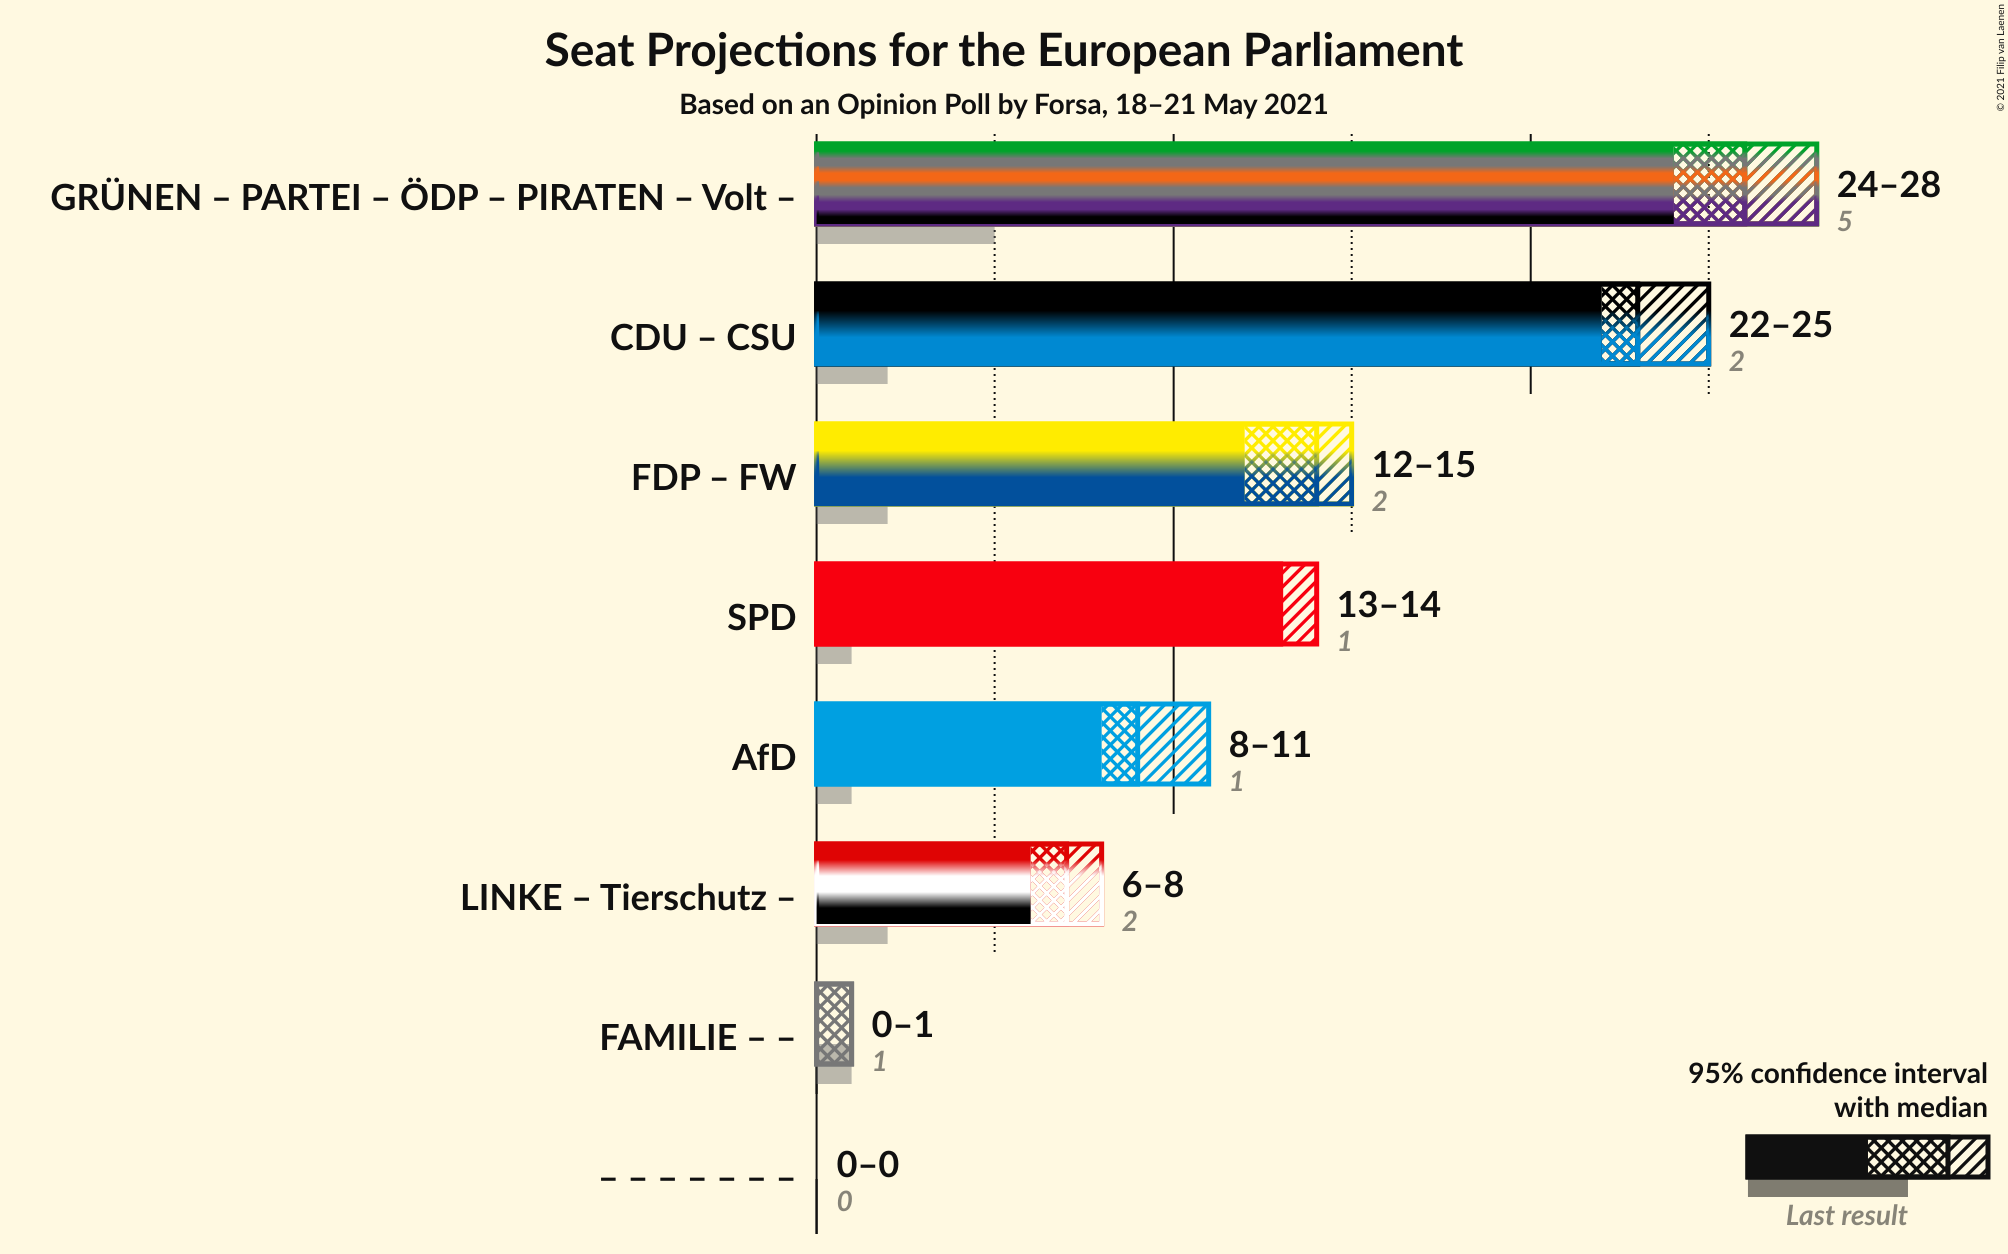 Seat Projections for the European Parliament
Based on an Opinion Poll by Forsa, 18–21 May 2021
© 2021 Filip van Laenen
GRÜNEN – PARTEI – ÖDP – PIRATEN – Volt –
24–28
5
CDU – CSU
22–25
2
FDP – FW
12–15
2
SPD
13–14
1
AfD
8–11
1
LINKE – Tierschutz –
6–8
2
FAMILIE – –
0–1
1
– – – – – – –
0–0
0
95% confidence interval
with median
Last result